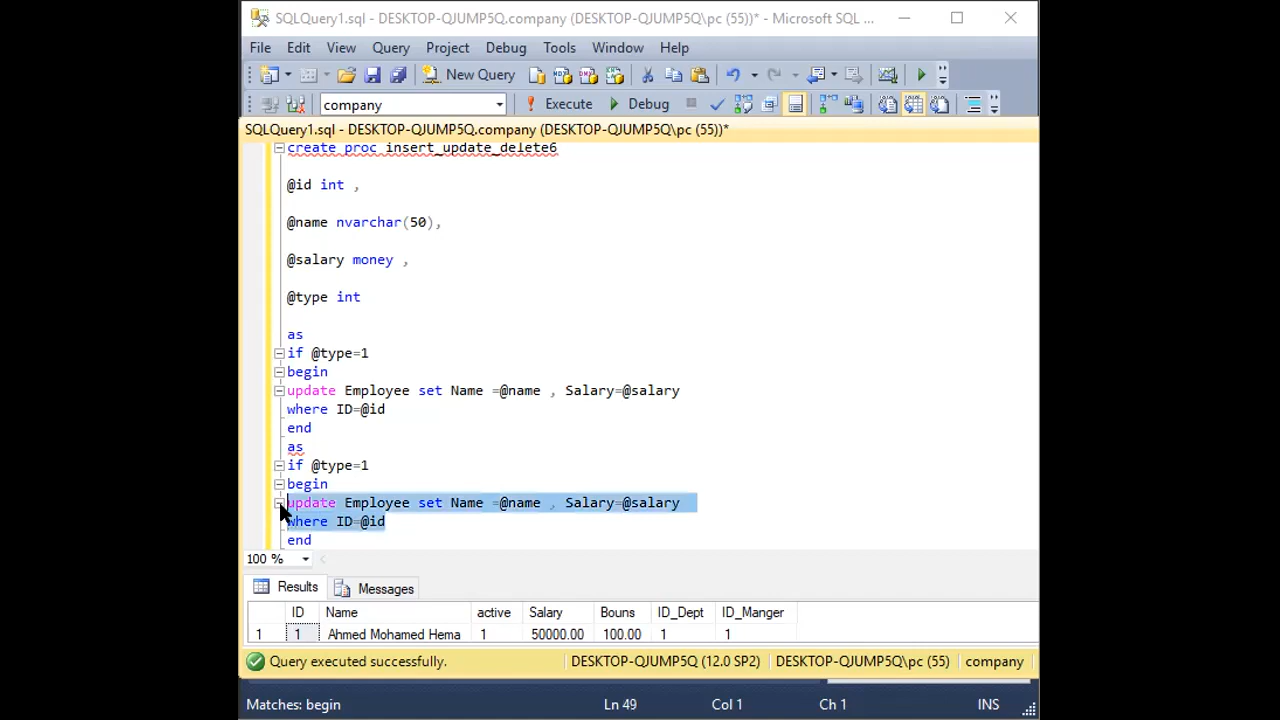 SQLQuery1.sql - DESKTOP-QJUMP5Q.company (DESKTOP-QJUMP5Q\pc (55))* - Microsoft SQL ...
File Edit View Query Project Debug Tools Window Help
New Query
company Execute Debug
SQLQuery1.sql - DESKTOP-QJUMP5Q.company (DESKTOP-QJUMP5Q\pc (55))*
create proc insert_update_delete6
@id int ,
@name nvarchar(50),
@salary money ,
@type int
as
if @type=1
begin
update Employee set Name =@name , Salary=@salary
where ID=@id
end
as
if @type=1
begin
update Employee set Name =@name , Salary=@salary
where ID=@id
end
100 %
Results Messages
ID Name active Salary Bouns ID_Dept ID_Manger
1 1 Ahmed Mohamed Hema 1 50000.00 100.00 1 1
Query executed successfully. DESKTOP-QJUMP5Q (12.0 SP2) DESKTOP-QJUMP5Q\pc (55) company
Matches: begin Ln 49 Col 1 Ch 1 INS